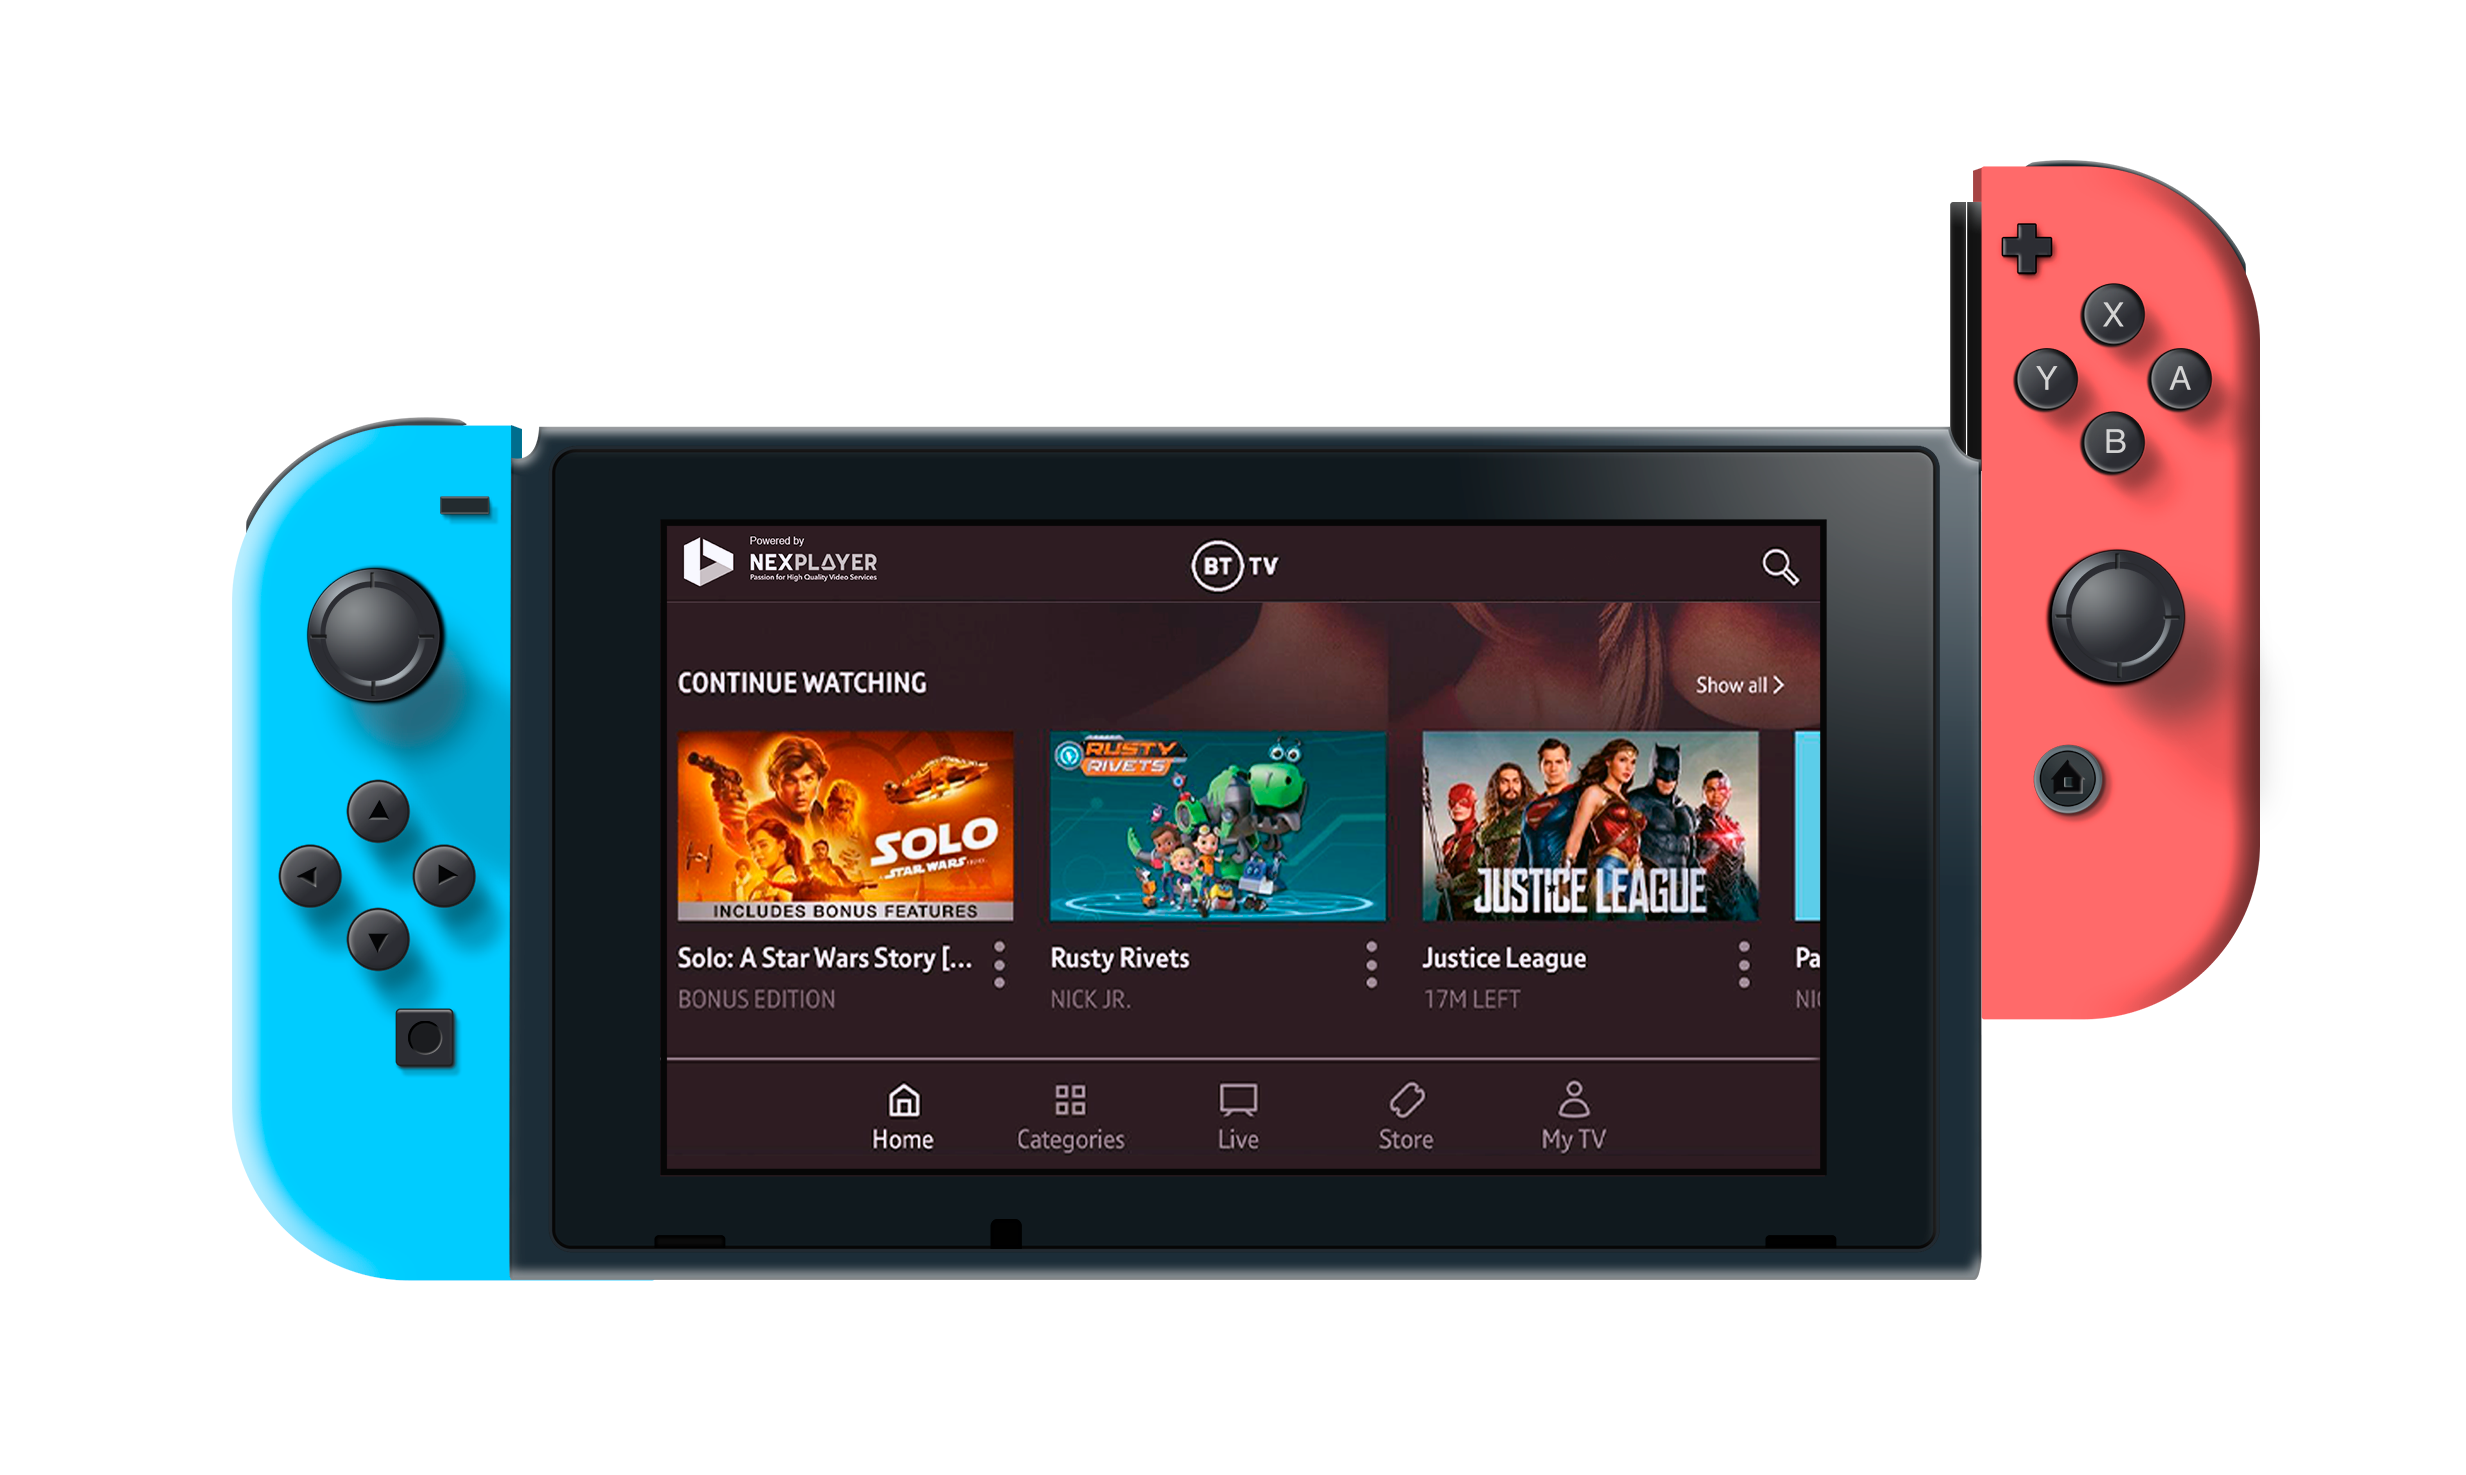 X
Y A
B
Powered by
NEXPLAYER
Passion for High Quality Video Services
BT TV
CONTINUE WATCHING
Show all
SOLO
A STAR WARS STORY
INCLUDES BONUS FEATURES
RUSTY
RIVETS
JUSTICE LEAGUE
Solo: A Star Wars Story [...
BONUS EDITION
Rusty Rivets
NICK JR.
Justice League
17M LEFT
Pa
NIC
Home
Categories
Live
Store
My TV